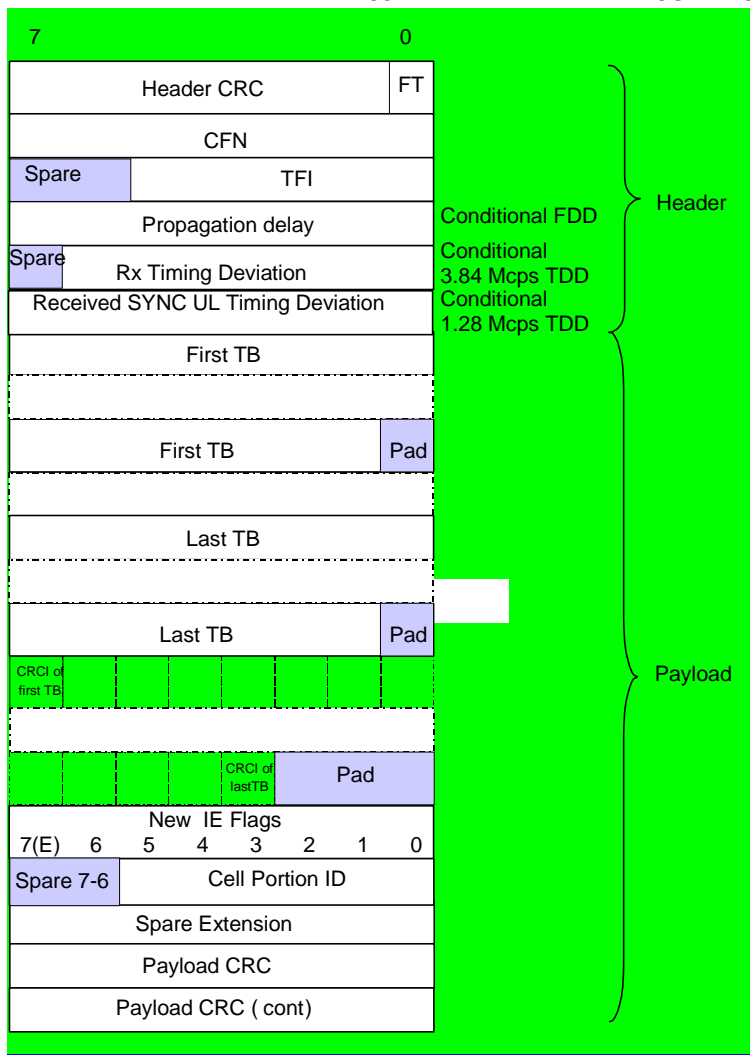 7 0
Header CRC FT
CFN
Spare TFI
Propagation delay Conditional FDD
Header
Spare Rx Timing Deviation Conditional
3.84 Mcps TDD
Received SYNC UL Timing Deviation Conditional
1.28 Mcps TDD
First TB
First TB Pad
Last TB
Last TB Pad
CRCI of
first TB
Payload
CRCI of
lastTB
Pad
New IE Flags
7(E) 6 5 4 3 2 1 0
Spare 7-6 Cell Portion ID
Spare Extension
Payload CRC
Payload CRC ( cont)